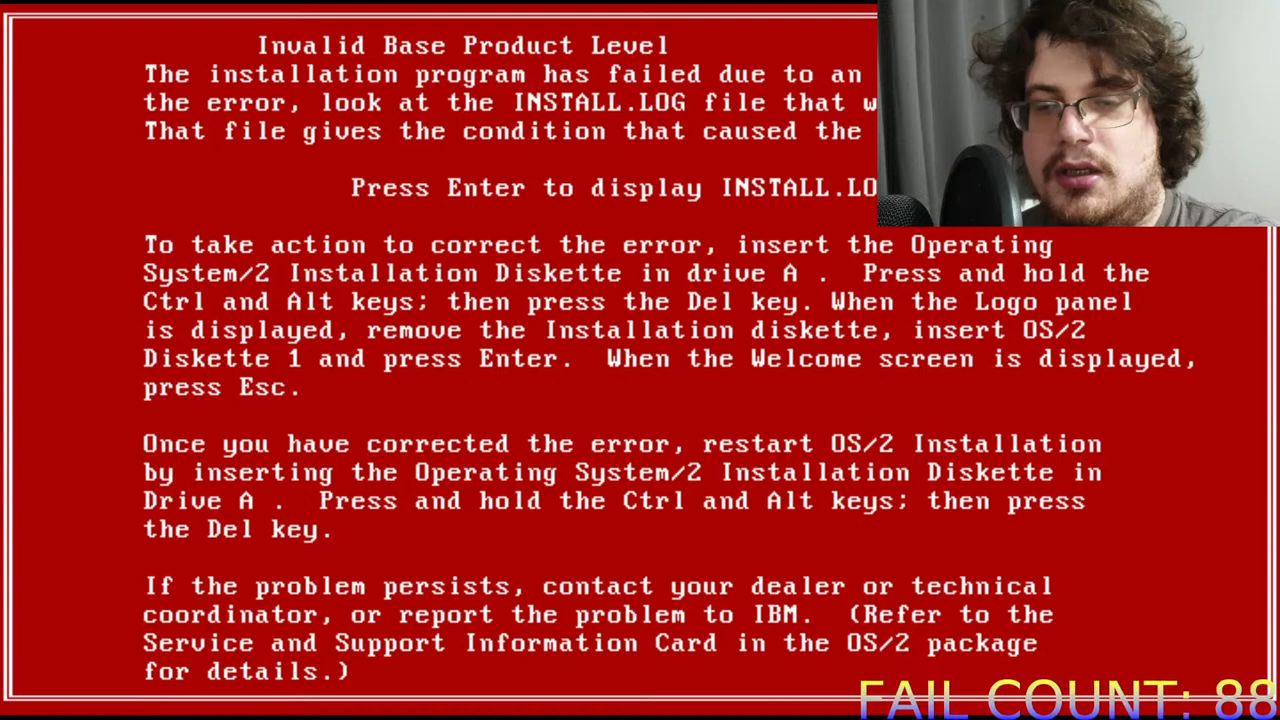 Invalid Base Product Level
The installation program has failed due to an
the error, look at the INSTALL.LOG file that w
That file gives the condition that caused the
Press Enter to display INSTALL.LO
To take action to correct the error, insert the Operating
System/2 Installation Diskette in drive A . Press and hold the
Ctrl and Alt keys; then press the Del key. When the Logo panel
is displayed, remove the Installation diskette, insert OS/2
Diskette 1 and press Enter. When the Welcome screen is displayed,
press Esc.
Once you have corrected the error, restart OS/2 Installation
by inserting the Operating System/2 Installation Diskette in
Drive A . Press and hold the Ctrl and Alt keys; then press
the Del key.
If the problem persists, contact your dealer or technical
coordinator, or report the problem to IBM. (Refer to the
Service and Support Information Card in the OS/2 package
for details.)
FAIL COUNT: 88